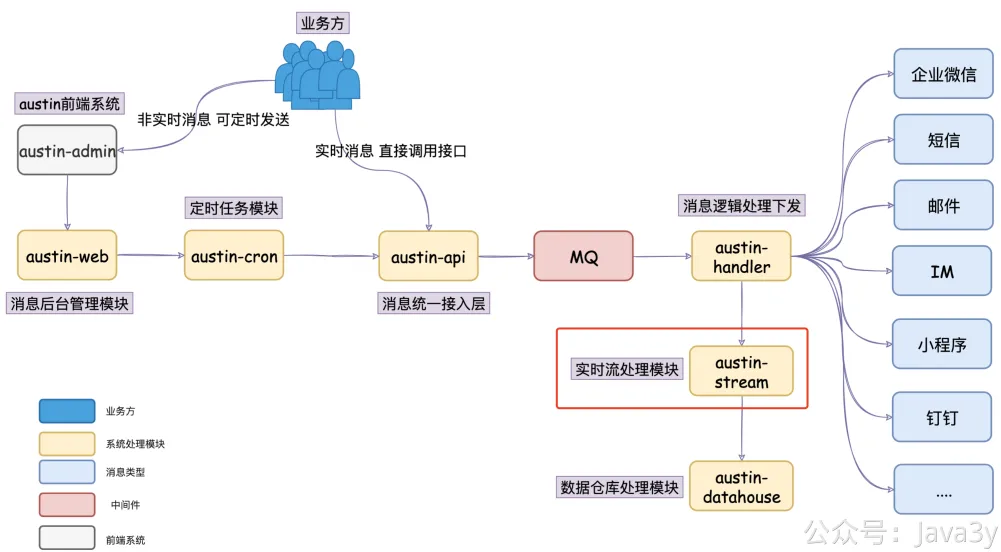 业务方
austin前端系统
非实时消息 可定时发送
austin-admin
实时消息 直接调用接口
定时任务模块
消息逻辑处理下发
austin-web
austin-cron
austin-api
MQ
austin-
handler
消息后台管理模块
消息统一接入层
实时流处理模块
austin-
stream
数据仓库处理模块
austin-
datahouse
企业微信
短信
邮件
IM
小程序
钉钉
....
业务方
系统处理模块
消息类型
中间件
前端系统
公众号：Java3y